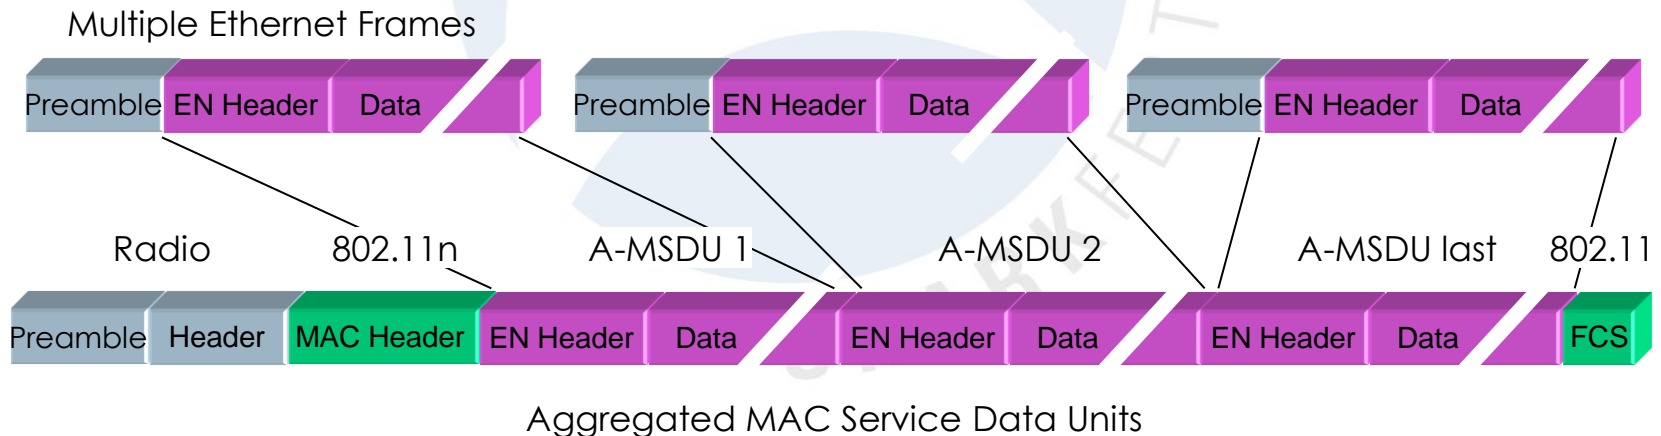 Multiple Ethernet Frames
Preamble EN Header Data Preamble EN Header Data Preamble EN Header Data
Radio 802.11n A-MSDU 1 A-MSDU 2 A-MSDU last 802.11
Preamble Header MAC Header EN Header Data EN Header Data EN Header Data FCS
Aggregated MAC Service Data Units